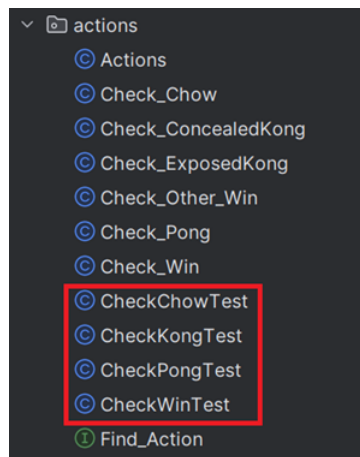 actions
C Actions
C Check_Chow
C Check_ConcealedKong
C Check_ExposedKong
C Check_Other_Win
C Check_Pong
C Check_Win
C CheckChowTest
C CheckKongTest
C CheckPongTest
C CheckWinTest
I Find_Action